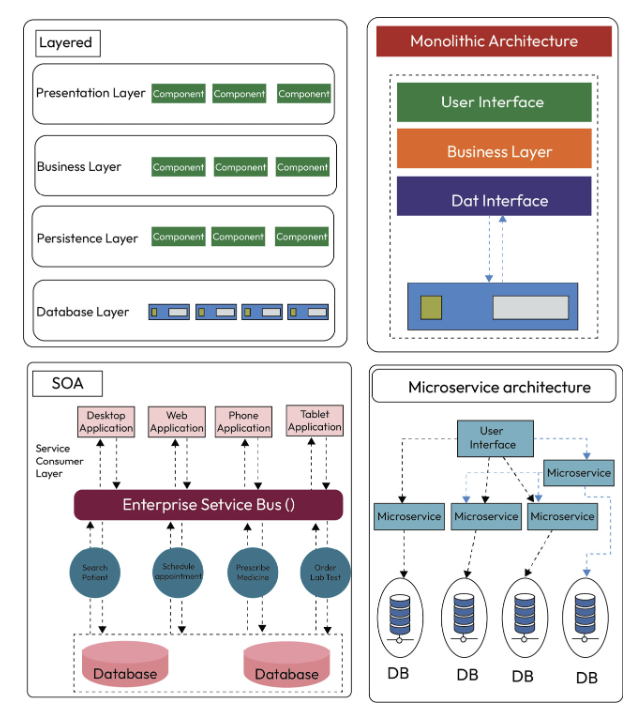 Layered
Presentation Layer
Component
Component
Component
Business Layer
Component
Component
Component
Persistence Layer
Component
Component
Component
Database Layer
Monolithic Architecture
User Interface
Business Layer
Dat Interface
SOA
Desktop
Application
Web
Application
Phone
Application
Tablet
Application
Service
Consumer
Layer
Enterprise Setvice Bus ()
Search
Patient
Schedule
appointment
Prescribe
Medicine
Order
Lab Test
Database
Database
Microservice architecture
User
Interface
Microservice
Microservice
Microservice
Microservice
DB
DB
DB
DB